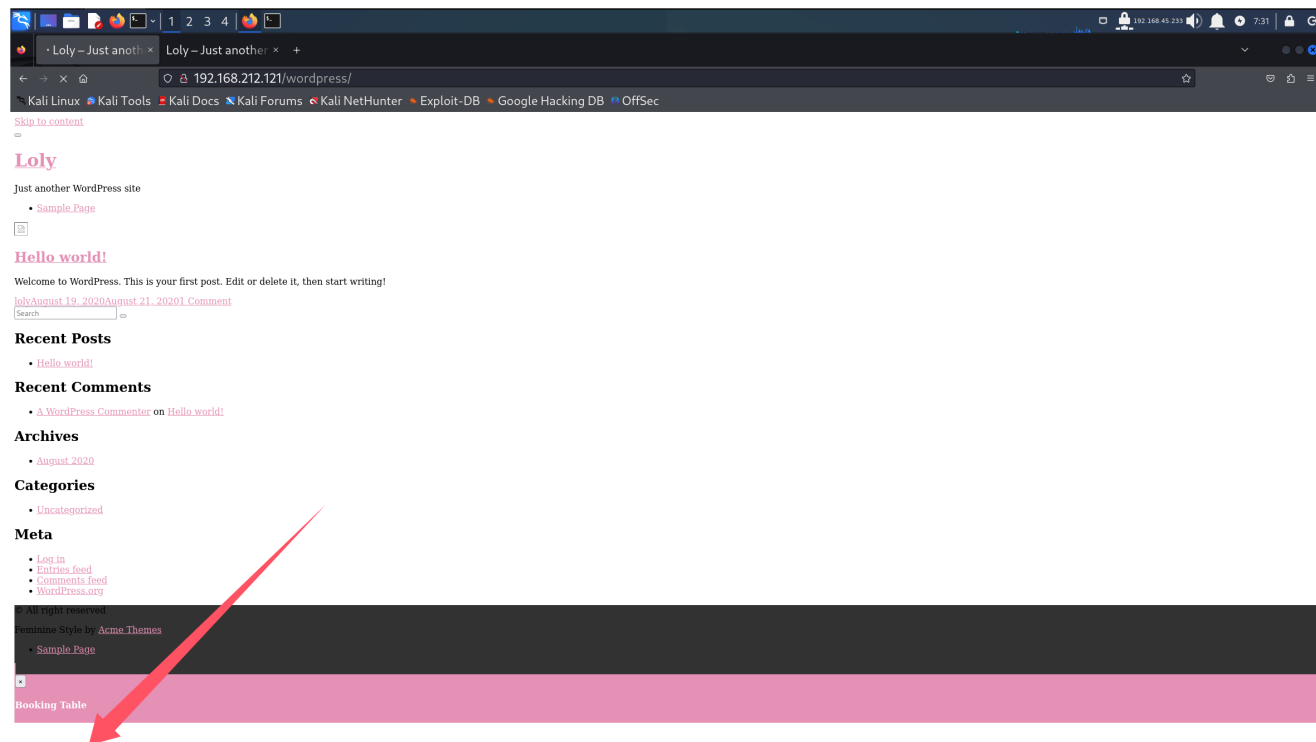 1 2 3 4
192.168.45.233
7:31
Loly – Just anoth ×
Loly – Just another × +
192.168.212.121/wordpress/
Kali Linux Kali Tools Kali Docs Kali Forums Kali NetHunter Exploit-DB Google Hacking DB OffSec
Skip to content
Loly
Just another WordPress site
Sample Page
Hello world!
Welcome to WordPress. This is your first post. Edit or delete it, then start writing!
lolyAugust 19, 2020August 21, 20201 Comment
Search
Recent Posts
Hello world!
Recent Comments
A WordPress Commenter on Hello world!
Archives
August 2020
Categories
Uncategorized
Meta
Log in
Entries feed
Comments feed
WordPress.org
© All right reserved
Feminine Style by Acme Themes
Sample Page
×
Booking Table